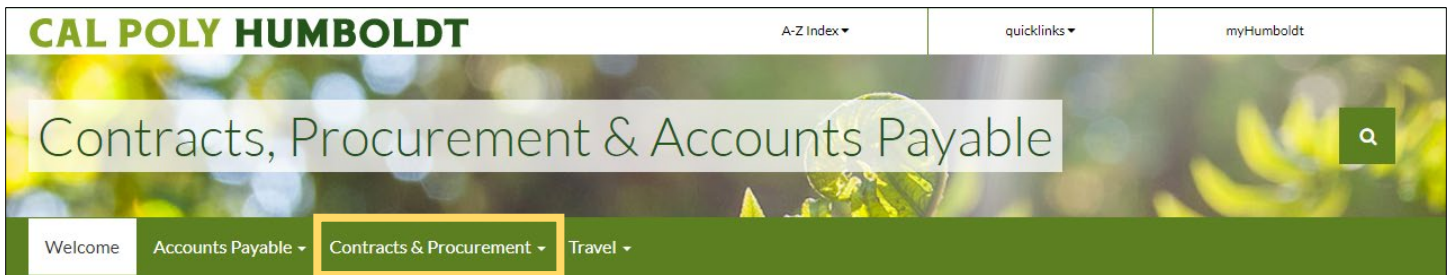 CAL POLY HUMBOLDT
A-Z Index
quicklinks
myHumboldt
Contracts, Procurement & Accounts Payable
Welcome
Accounts Payable
Contracts & Procurement
Travel